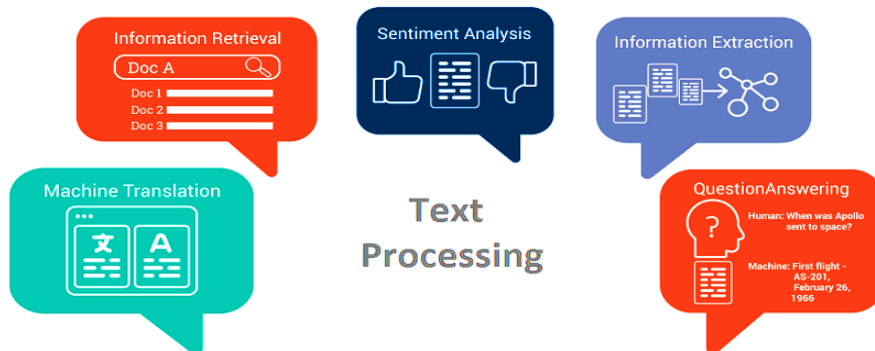 Information Retrieval
Doc A
Doc 1
Doc 2
Doc 3
Sentiment Analysis
Information Extraction
Machine Translation
文 A
Text
Processing
QuestionAnswering
?
Human: When was Apollo
sent to space?
Machine: First flight -
AS-201,
February 26,
1966